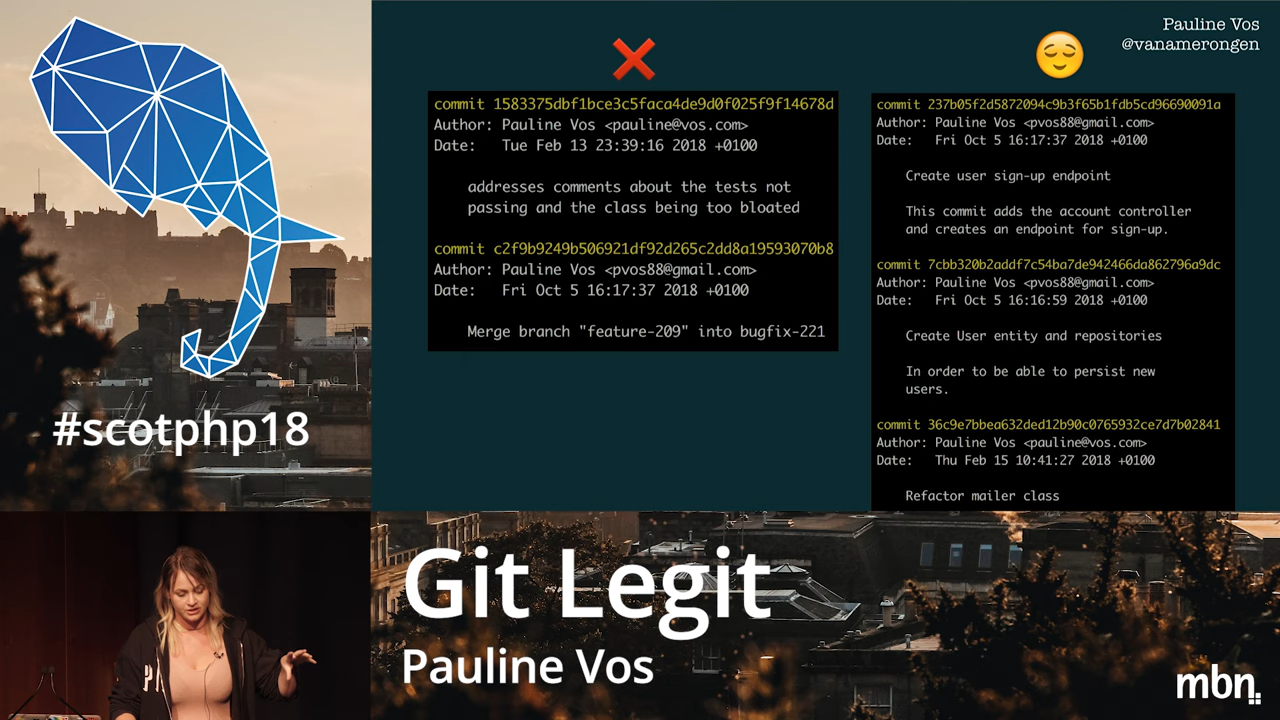 #scotphp18
Pauline Vos
@vanamerongen
commit 1583375dbf1bce3c5faca4de9d0f025f9f14678d
Author: Pauline Vos <pauline@vos.com>
Date: Tue Feb 13 23:39:16 2018 +0100
addresses comments about the tests not
passing and the class being too bloated
commit c2f9b9249b506921df92d265c2dd8a19593070b8
Author: Pauline Vos <pvos88@gmail.com>
Date: Fri Oct 5 16:17:37 2018 +0100
Merge branch "feature-209" into bugfix-221
commit 237b05f2d5872094c9b3f65b1fdb5cd96690091a
Author: Pauline Vos <pvos88@gmail.com>
Date: Fri Oct 5 16:17:37 2018 +0100
Create user sign-up endpoint
This commit adds the account controller
and creates an endpoint for sign-up.
commit 7cbb320b2addf7c54ba7de942466da862796a9dc
Author: Pauline Vos <pvos88@gmail.com>
Date: Fri Oct 5 16:16:59 2018 +0100
Create User entity and repositories
In order to be able to persist new
users.
commit 36c9e7bbea632ded12b90c0765932ce7d7b02841
Author: Pauline Vos <pauline@vos.com>
Date: Thu Feb 15 10:41:27 2018 +0100
Refactor mailer class
Git Legit
Pauline Vos
mbn